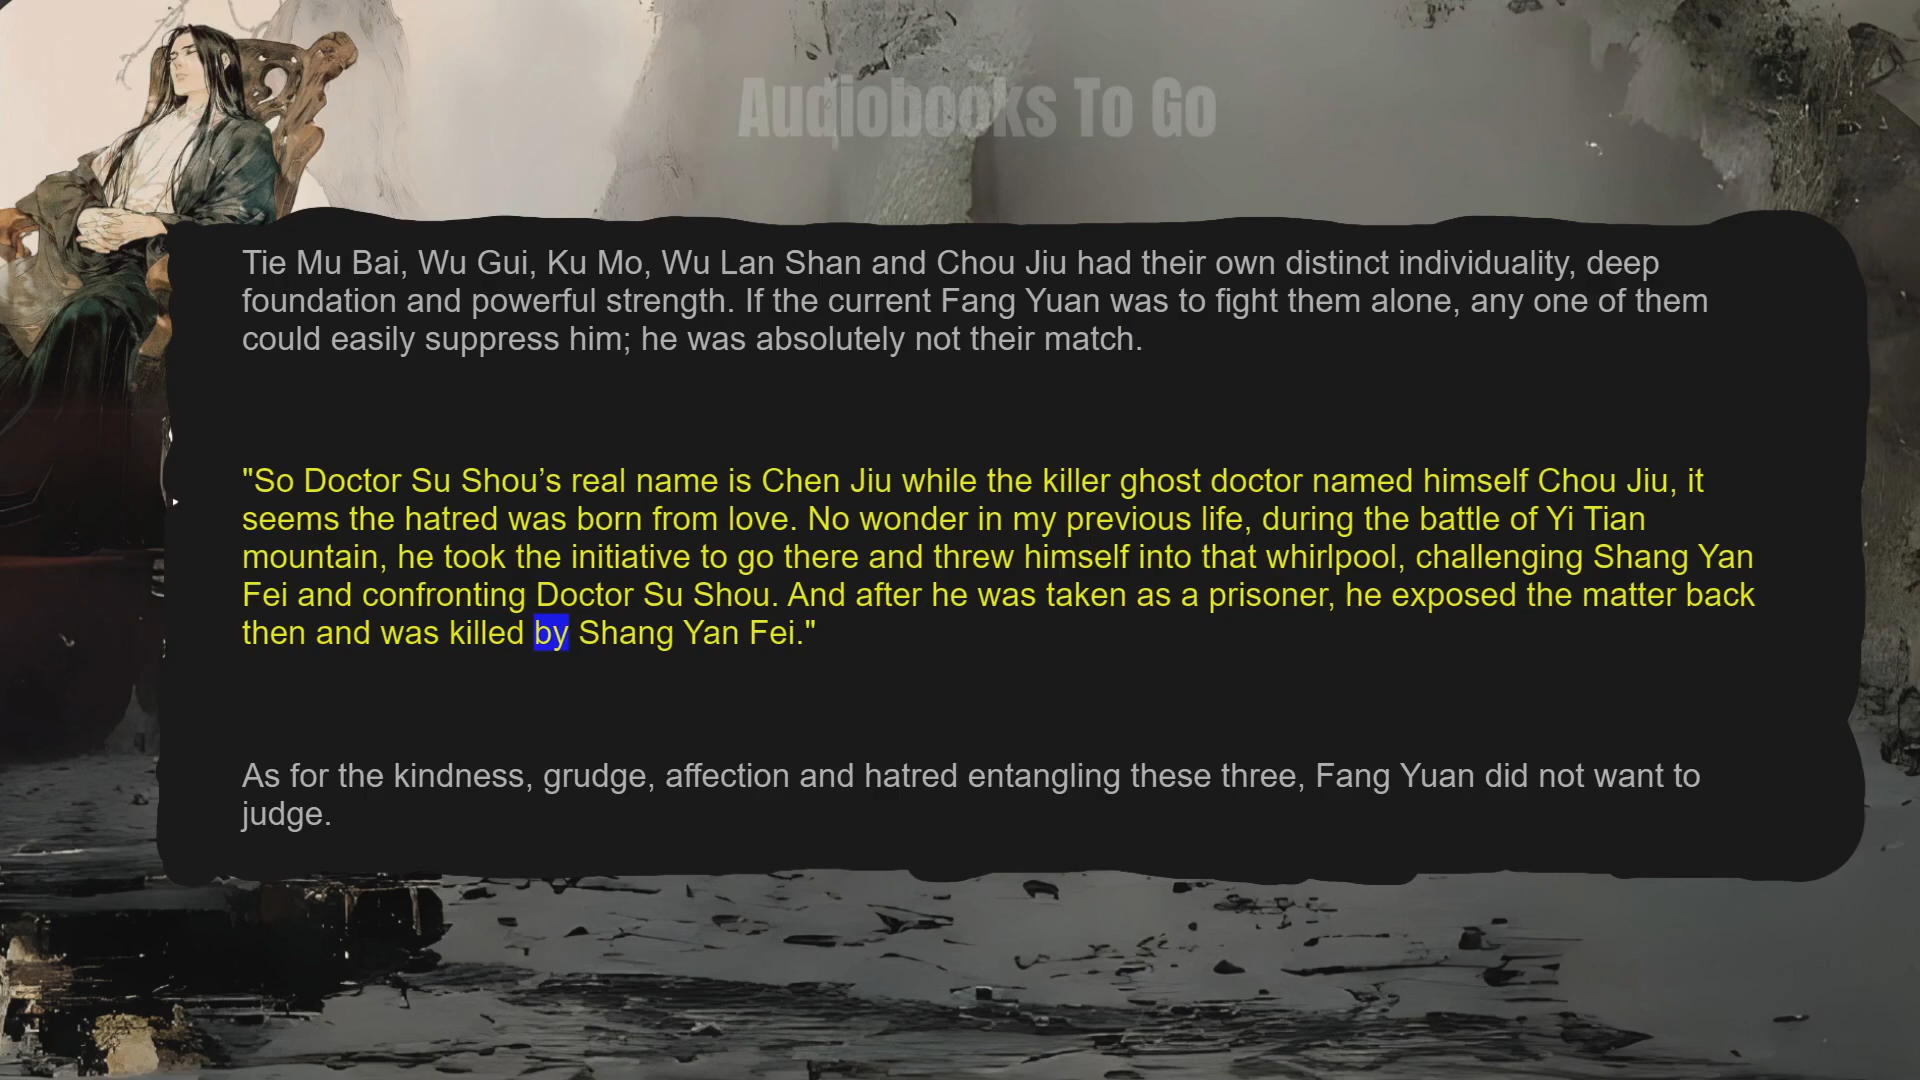 Audiobooks To Go
Tie Mu Bai, Wu Gui, Ku Mo, Wu Lan Shan and Chou Jiu had their own distinct individuality, deep
foundation and powerful strength. If the current Fang Yuan was to fight them alone, any one of them
could easily suppress him; he was absolutely not their match.
"So Doctor Su Shou’s real name is Chen Jiu while the killer ghost doctor named himself Chou Jiu, it
seems the hatred was born from love. No wonder in my previous life, during the battle of Yi Tian
mountain, he took the initiative to go there and threw himself into that whirlpool, challenging Shang Yan
Fei and confronting Doctor Su Shou. And after he was taken as a prisoner, he exposed the matter back
then and was killed by Shang Yan Fei."
As for the kindness, grudge, affection and hatred entangling these three, Fang Yuan did not want to
judge.